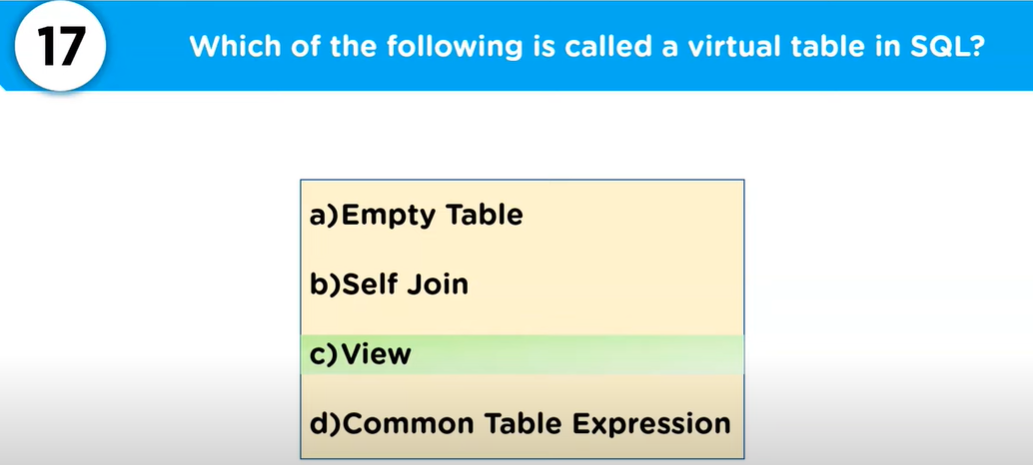 17
Which of the following is called a virtual table in SQL?
a)Empty Table
b)Self Join
c)View
d)Common Table Expression